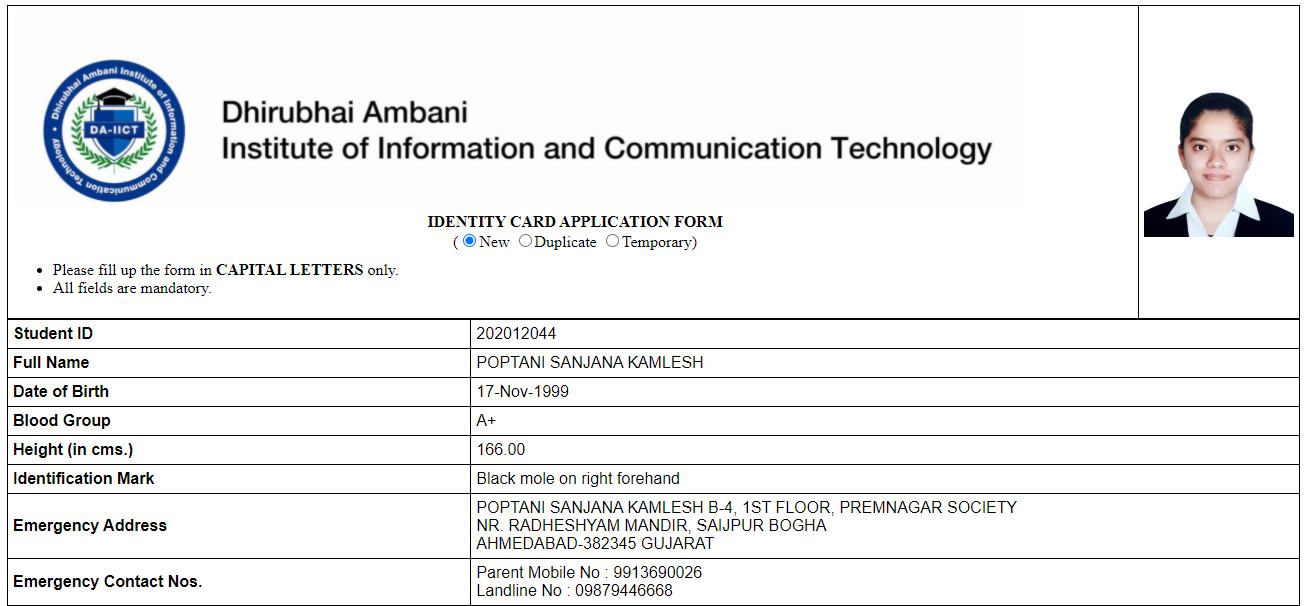 Dhirubhai Ambani Institute of Information and Communication Technology
DA-IICT
Dhirubhai Ambani
Institute of Information and Communication Technology
IDENTITY CARD APPLICATION FORM
( New Duplicate Temporary)
Please fill up the form in CAPITAL LETTERS only.
All fields are mandatory.
Student ID 202012044
Full Name POPTANI SANJANA KAMLESH
Date of Birth 17-Nov-1999
Blood Group A+
Height (in cms.) 166.00
Identification Mark Black mole on right forehand
Emergency Address
POPTANI SANJANA KAMLESH B-4, 1ST FLOOR, PREMNAGAR SOCIETY
NR. RADHESHYAM MANDIR, SAIJPUR BOGHA
AHMEDABAD-382345 GUJARAT
Emergency Contact Nos.
Parent Mobile No : 9913690026
Landline No : 09879446668